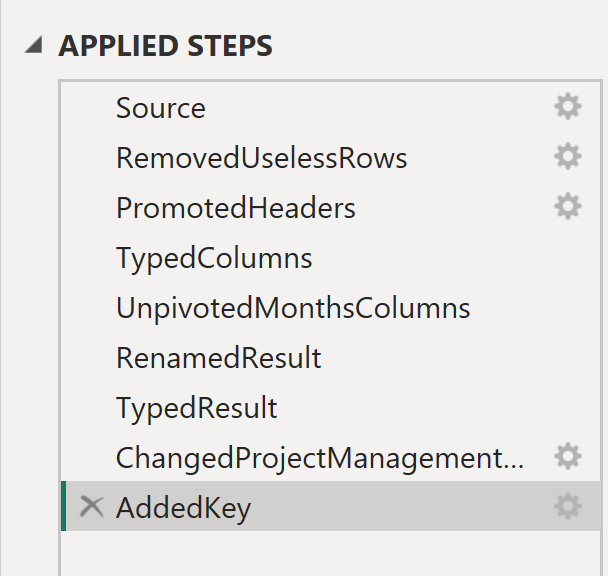 APPLIED STEPS
Source
RemovedUselessRows
PromotedHeaders
TypedColumns
UnpivotedMonthsColumns
RenamedResult
TypedResult
ChangedProjectManagement...
AddedKey